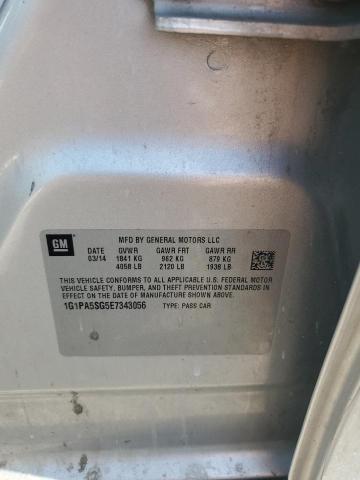 GM
MFD BY GENERAL MOTORS LLC
DATE GVWR GAWR FRT GAWR RR
03/14 1841 KG 962 KG 879 KG
4058 LB 2120 LB 1938 LB
THIS VEHICLE CONFORMS TO ALL APPLICABLE U.S. FEDERAL MOTOR
VEHICLE SAFETY, BUMPER, AND THEFT PREVENTION STANDARDS IN
EFFECT ON THE DATE OF MANUFACTURE SHOWN ABOVE.
1G1PA5SG5E7343056 TYPE: PASS CAR